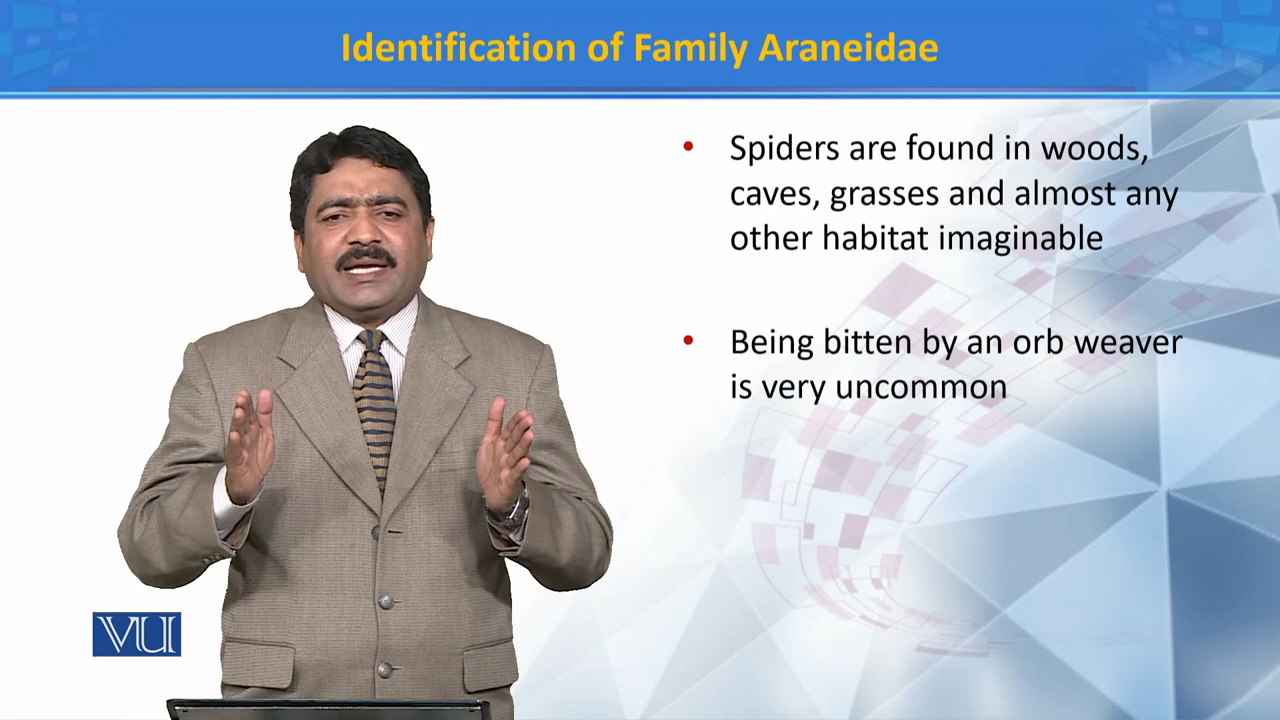 Identification of Family Araneidae
• Spiders are found in woods,
caves, grasses and almost any
other habitat imaginable
• Being bitten by an orb weaver
is very uncommon
VU